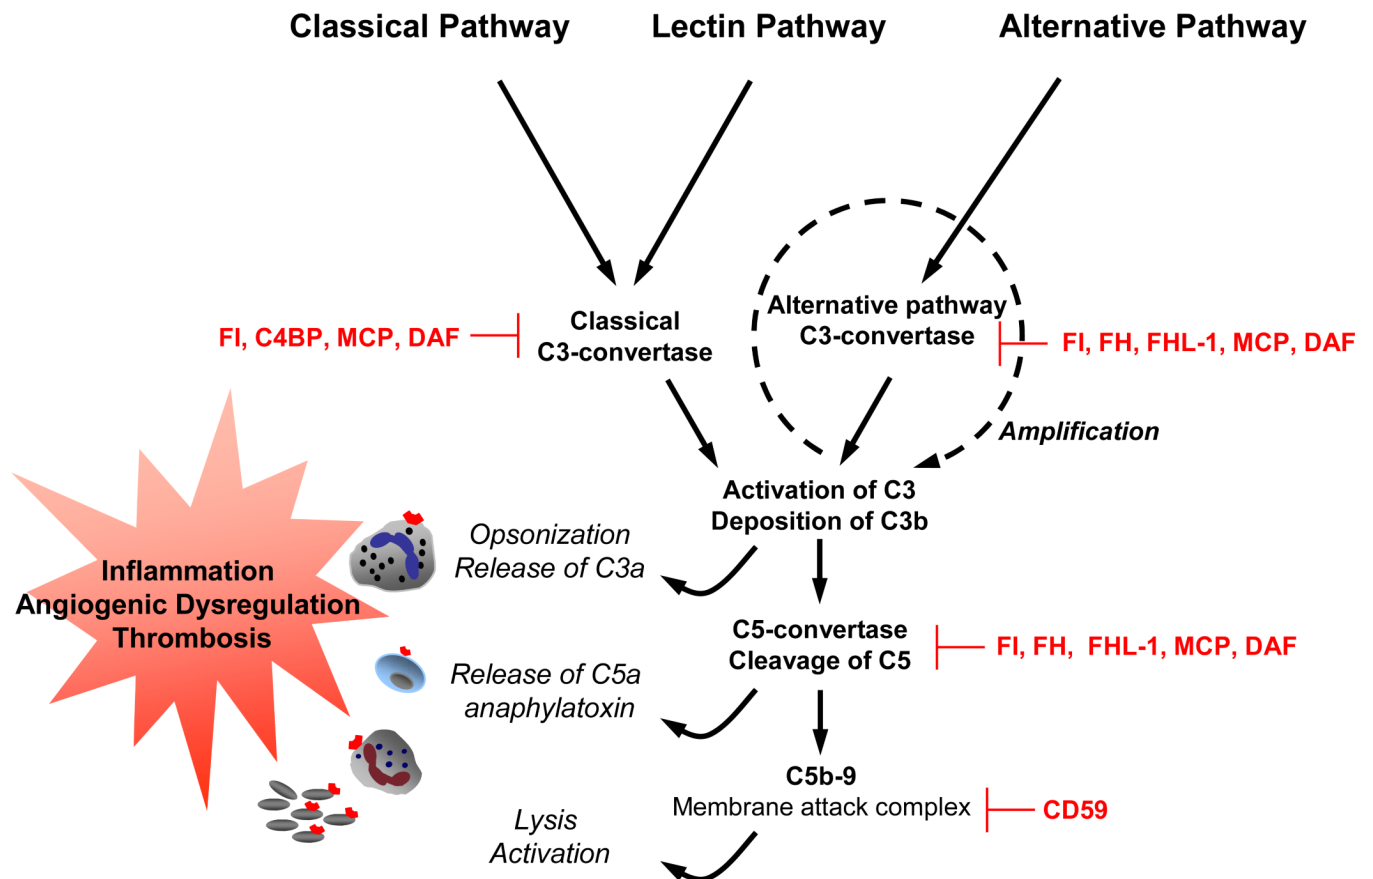 Classical Pathway
Lectin Pathway
Alternative Pathway
Alternative pathway
C3-convertase
Classical
C3-convertase
FI, C4BP, MCP, DAF
FI, FH, FHL-1, MCP, DAF
Amplification
Activation of C3
Deposition of C3b
Opsonization
Release of C3a
Inflammation
Angiogenic Dysregulation
Thrombosis
C5-convertase
Cleavage of C5
FI, FH, FHL-1, MCP, DAF
Release of C5a
anaphylatoxin
C5b-9
Membrane attack complex
CD59
Lysis
Activation